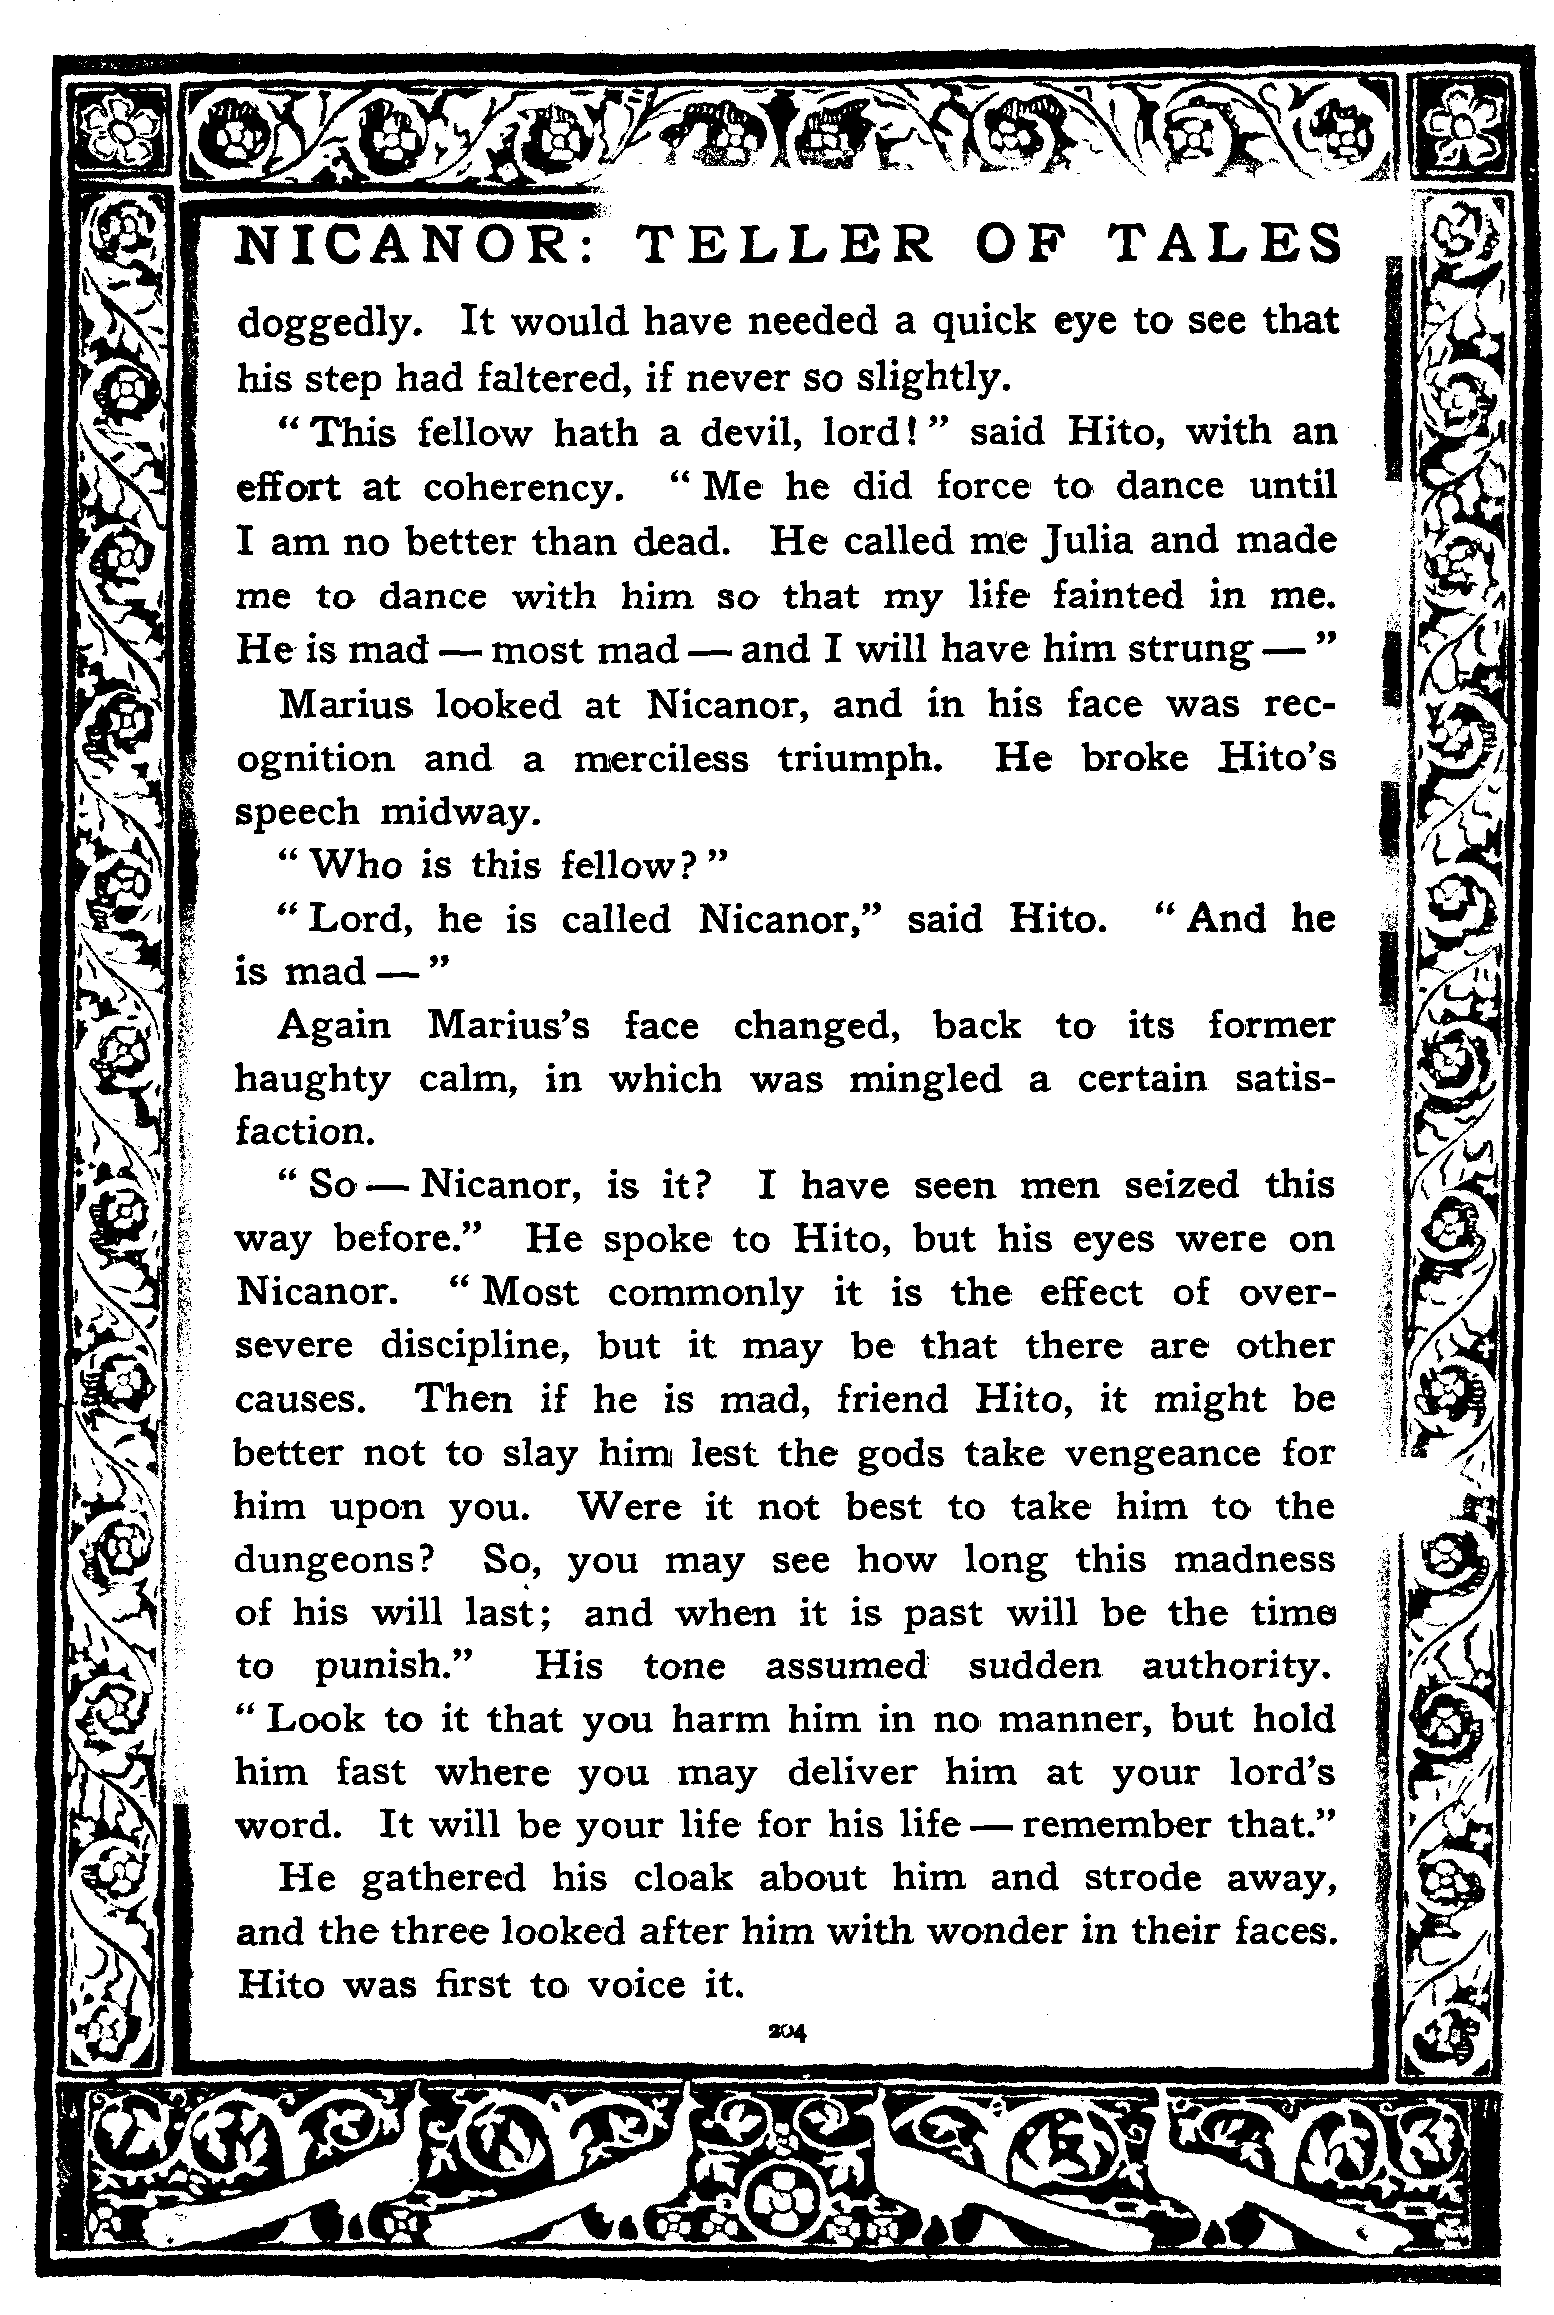 NICANOR: TELLER OF TALES
doggedly. It would have needed a quick eye to see that
his step had faltered, if never so slightly.
“This fellow hath a devil, lord!” said Hito, with an
effort at coherency. “Me he did force to dance until
I am no better than dead. He called me Julia and made
me to dance with him so that my life fainted in me.
He is mad — most mad — and I will have him strung — ”
Marius looked at Nicanor, and in his face was rec-
ognition and a merciless triumph. He broke Hito’s
speech midway.
“Who is this fellow?”
“Lord, he is called Nicanor,” said Hito. “And he
is mad — ”
Again Marius’s face changed, back to its former
haughty calm, in which was mingled a certain satis-
faction.
“So — Nicanor, is it? I have seen men seized this
way before.” He spoke to Hito, but his eyes were on
Nicanor. “Most commonly it is the effect of over-
severe discipline, but it may be that there are other
causes. Then if he is mad, friend Hito, it might be
better not to slay him lest the gods take vengeance for
him upon you. Were it not best to take him to the
dungeons? So, you may see how long this madness
of his will last; and when it is past will be the time
to punish.” His tone assumed sudden authority.
“Look to it that you harm him in no manner, but hold
him fast where you may deliver him at your lord’s
word. It will be your life for his life — remember that.”
He gathered his cloak about him and strode away,
and the three looked after him with wonder in their faces.
Hito was first to voice it.
204